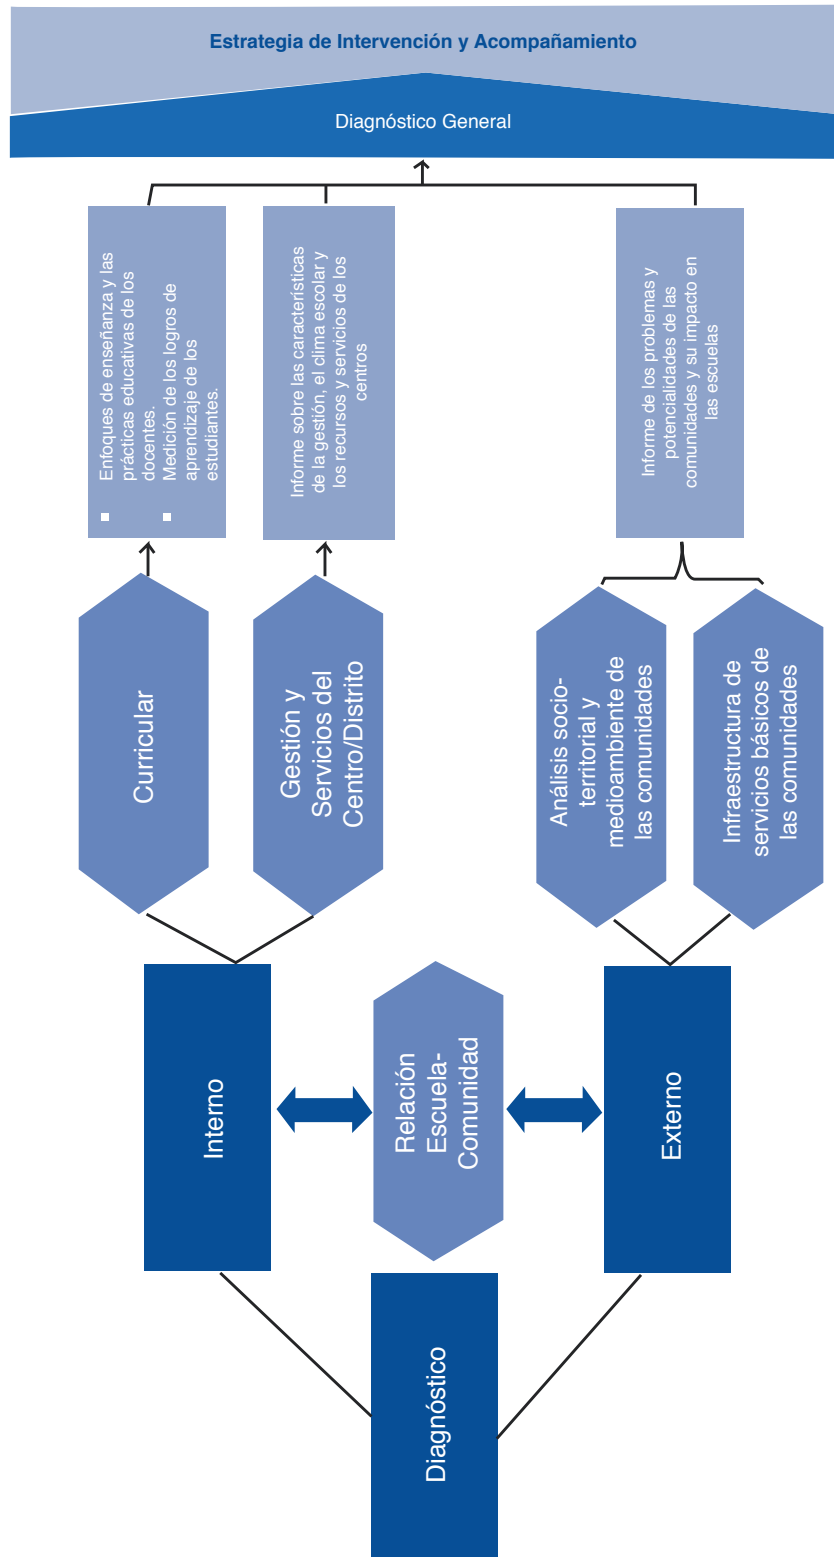 Estrategia de Intervención y Acompañamiento
Diagnóstico General
Enfoques de enseñanza y las
prácticas educativas de los
docentes.
Medición de los logros de
aprendizaje de los
estudiantes.
Informe sobre las características
de la gestión, el clima escolar y
los recursos y servicios de los
centros
Informe de los problemas y
potencialidades de las
comunidades y su impacto en
las escuelas
Curricular
Gestión y
Servicios del
Centro/Distrito
Análisis socio-
territorial y
medioambiente de
las comunidades
Infraestructura de
servicios básicos de
las comunidades
Interno
Relación
Escuela-
Comunidad
Externo
Diagnóstico